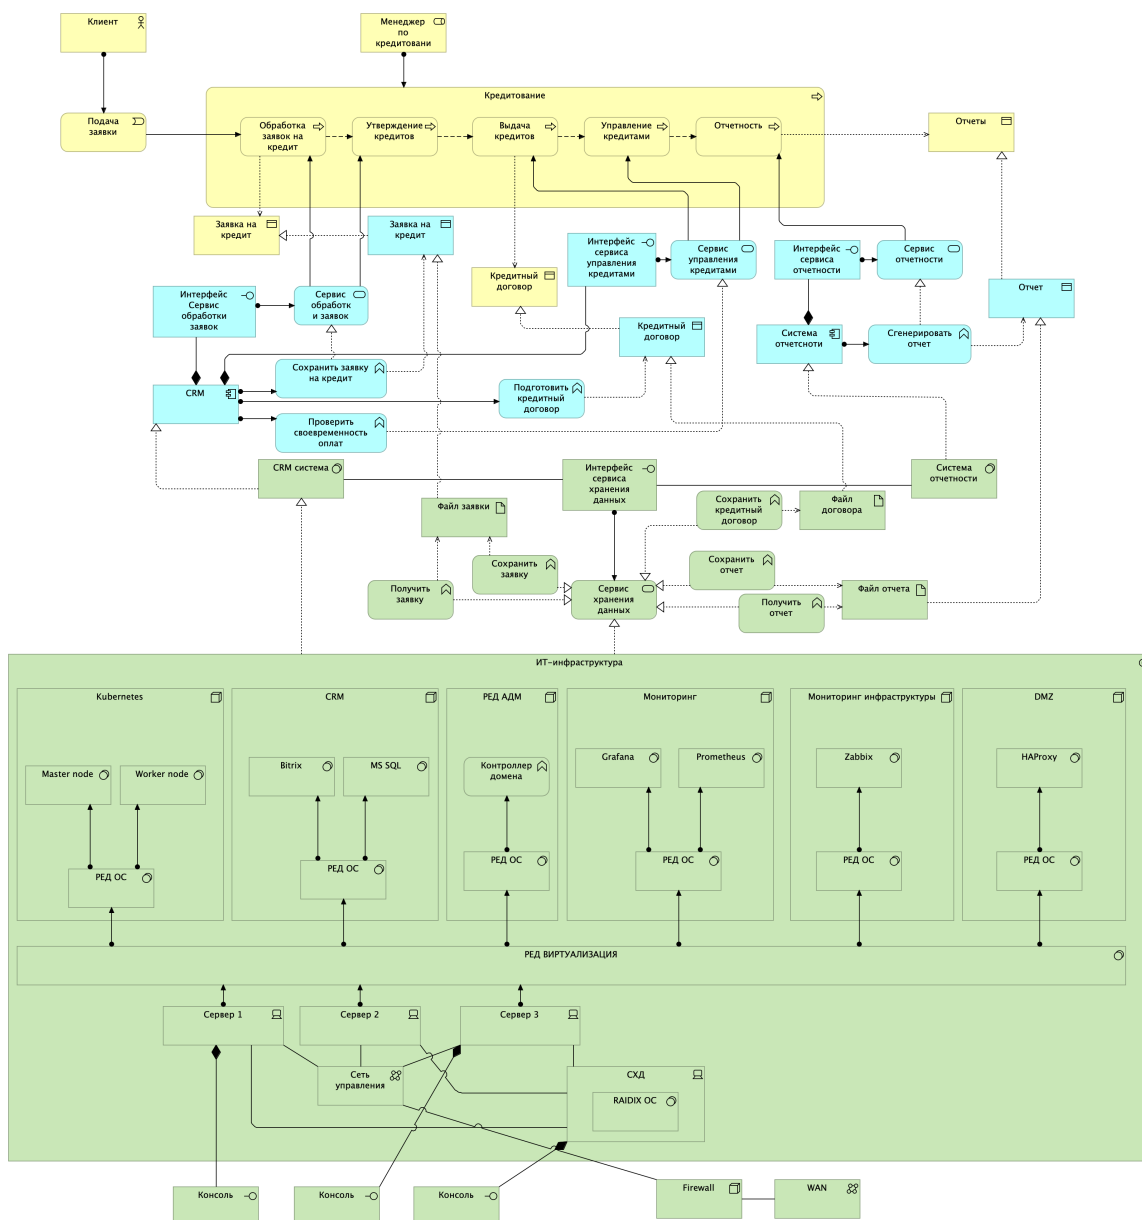 Клиент
Менеджер
по
кредитовани
Кредитование
Подача
заявки
Обработка
заявок на
кредит
Утверждение
кредитов
Выдача
кредитов
Управление
кредитами
Отчетность
Отчеты
Заявка на
кредит
Заявка на
кредит
Интерфейс
сервиса
управления
кредитами
Сервис
управления
кредитами
Интерфейс
сервиса
отчетности
Сервис
отчетности
Кредитный
договор
Отчет
Интерфейс
Сервис
обработки
заявок
Сервис
обработк
и заявок
Кредитный
договор
Система
отчетсноти
Сгенерировать
отчет
Сохранить заявку
на кредит
CRM
Подготовить
кредитный
договор
Проверить
своевременность
оплат
CRM система
Интерфейс
сервиса
хранения
данных
Система
отчетности
Файл заявки
Сохранить
кредитный
договор
Файл
договора
Сохранить
заявку
Сохранить
отчет
Получить
заявку
Сервис
хранения
данных
Получить
отчет
Файл отчета
ИТ-инфраструктура
Kubernetes
CRM
РЕД АДМ
Мониторинг
Мониторинг инфраструктуры
DMZ
Master node
Worker node
Bitrix
MS SQL
Контроллер
домена
Grafana
Prometheus
Zabbix
HAProxy
РЕД ОС
РЕД ОС
РЕД ОС
РЕД ОС
РЕД ОС
РЕД ОС
РЕД ВИРТУАЛИЗАЦИЯ
Сервер 1
Сервер 2
Сервер 3
Сеть
управления
СХД
RAIDIX ОС
Консоль
Консоль
Консоль
Firewall
WAN